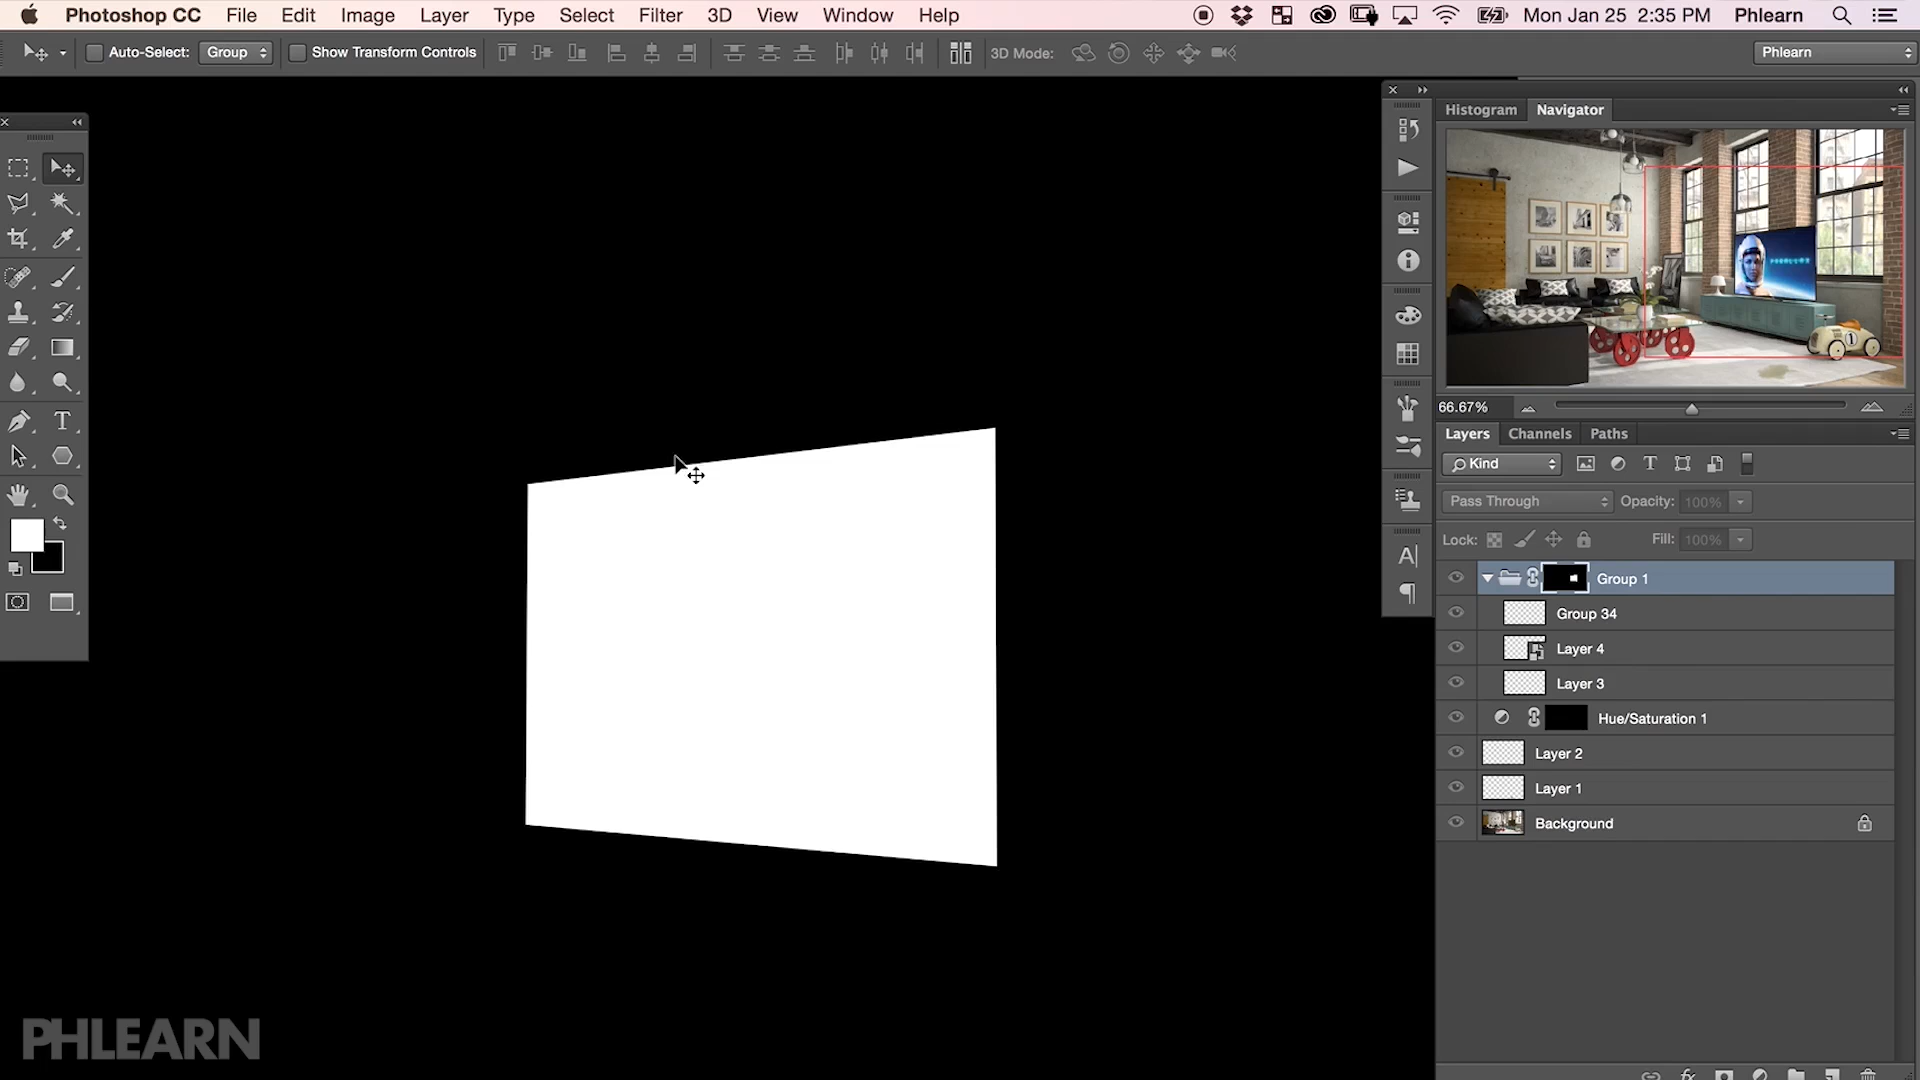 Photoshop CC File Edit Image Layer Type Select Filter 3D View Window Help Mon Jan 25 2:35 PM Phlearn
Auto-Select: Group Show Transform Controls 3D Mode: Phlearn
Histogram Navigator
66.67%
Layers Channels Paths
Kind
Pass Through Opacity: 100%
Lock: Fill: 100%
Group 1
Group 34
Layer 4
Layer 3
Hue/Saturation 1
Layer 2
Layer 1
Background
PHLEARN